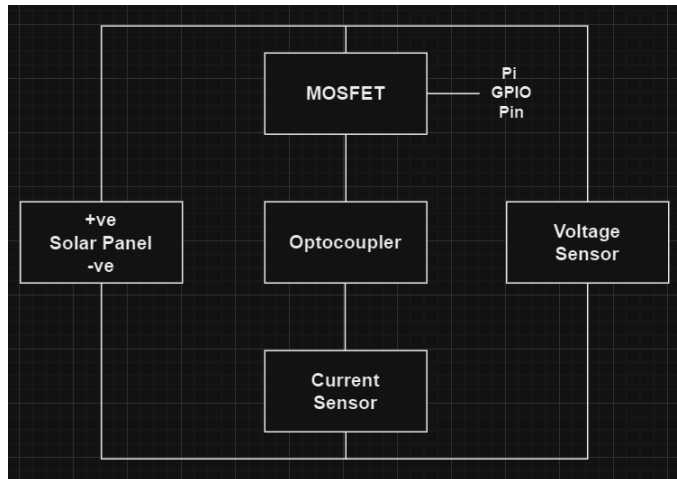 MOSFET
Pi
GPIO
Pin
+ve
Solar Panel
-ve
Optocoupler
Voltage
Sensor
Current
Sensor